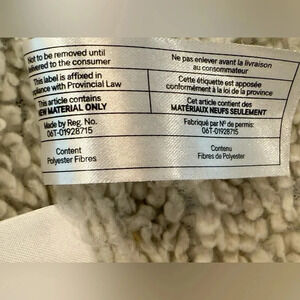 Not to be removed until
delivered to the consumer
This label is affixed in
compliance with Provincial Law
This article contains
NEW MATERIAL ONLY
Made by Reg. No.
06T-01928715
Content
Polyester Fibres
Ne pas enlever avant la livraison
au consommateur
Cette étiquette est apposée
conformément à la loi de la province
Cet article contient des
MATÉRIAUX NEUFS SEULEMENT
Fabriqué par Nº de permis:
06T-01928715
Contenu
Fibres de Polyester